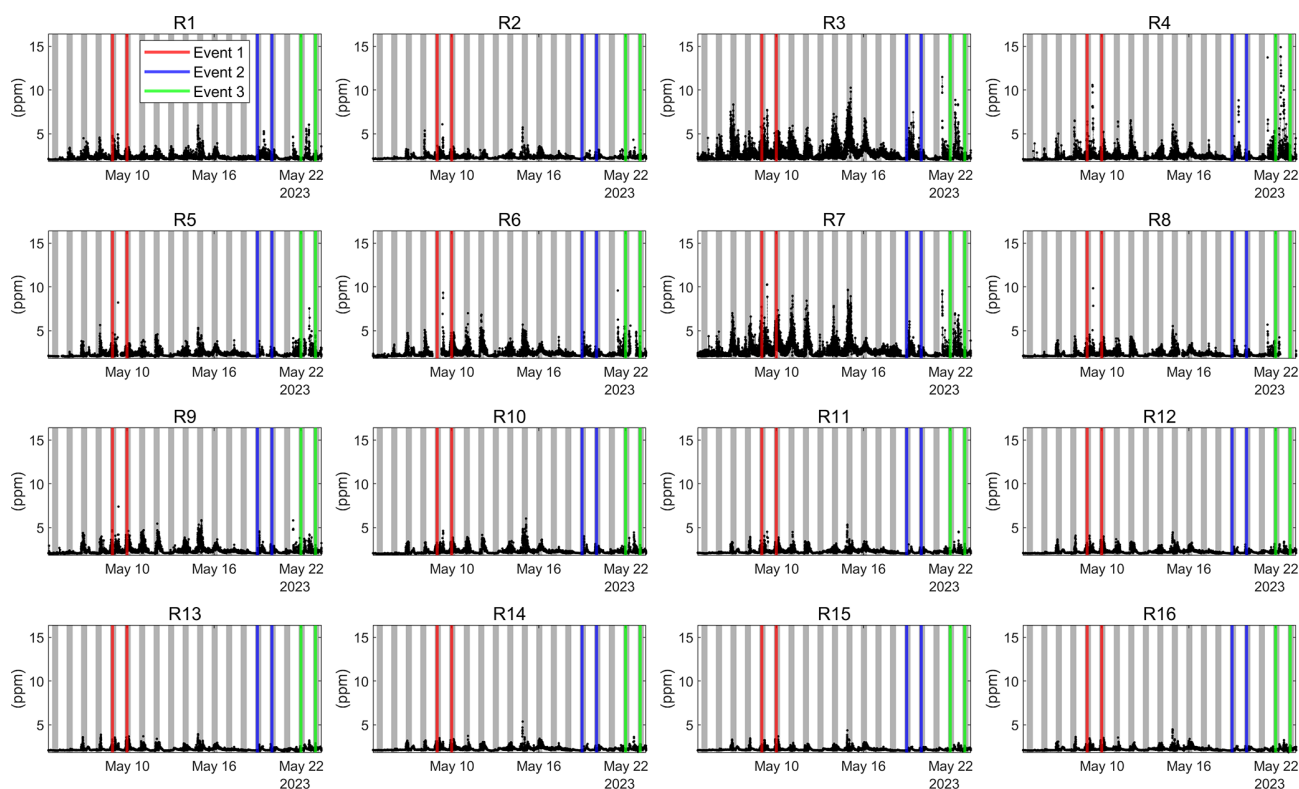 R1
R2
R3
R4
15
10
5
(ppm)
Event 1
Event 2
Event 3
May 10
May 16
May 22
2023
15
10
5
(ppm)
May 10
May 16
May 22
2023
15
10
5
(ppm)
May 10
May 16
May 22
2023
15
10
5
(ppm)
May 10
May 16
May 22
2023
R5
R6
R7
R8
15
10
5
(ppm)
May 10
May 16
May 22
2023
15
10
5
(ppm)
May 10
May 16
May 22
2023
15
10
5
(ppm)
May 10
May 16
May 22
2023
15
10
5
(ppm)
May 10
May 16
May 22
2023
R9
R10
R11
R12
15
10
5
(ppm)
May 10
May 16
May 22
2023
15
10
5
(ppm)
May 10
May 16
May 22
2023
15
10
5
(ppm)
May 10
May 16
May 22
2023
15
10
5
(ppm)
May 10
May 16
May 22
2023
R13
R14
R15
R16
15
10
5
(ppm)
May 10
May 16
May 22
2023
15
10
5
(ppm)
May 10
May 16
May 22
2023
15
10
5
(ppm)
May 10
May 16
May 22
2023
15
10
5
(ppm)
May 10
May 16
May 22
2023